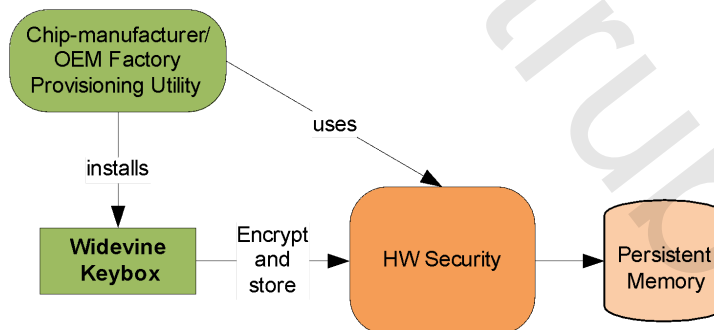 Chip-manufacturer/
OEM Factory
Provisioning Utility
uses
installs
Widevine
Keybox
Encrypt
and
store
HW Security
Persistent
Memory